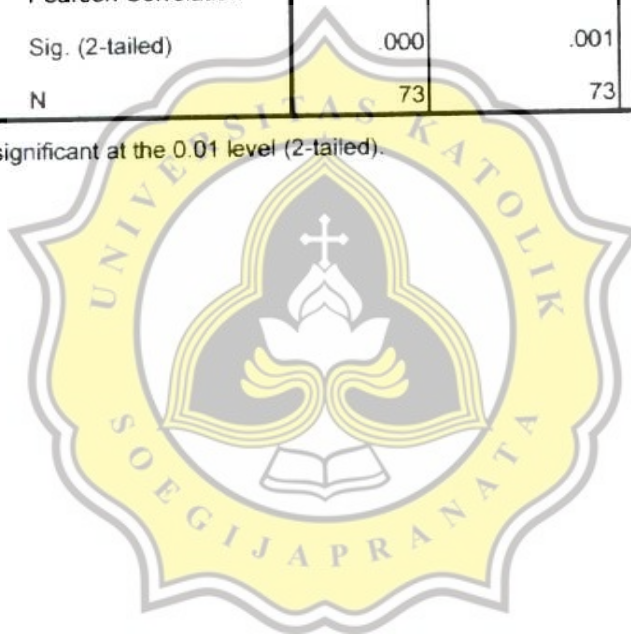 Pearson Correlation
Sig. (2-tailed) .000 .001
N 73 73
significant at the 0.01 level (2-tailed).
UNIVERSITAS KATOLIK
SOEGIJAPRANATA